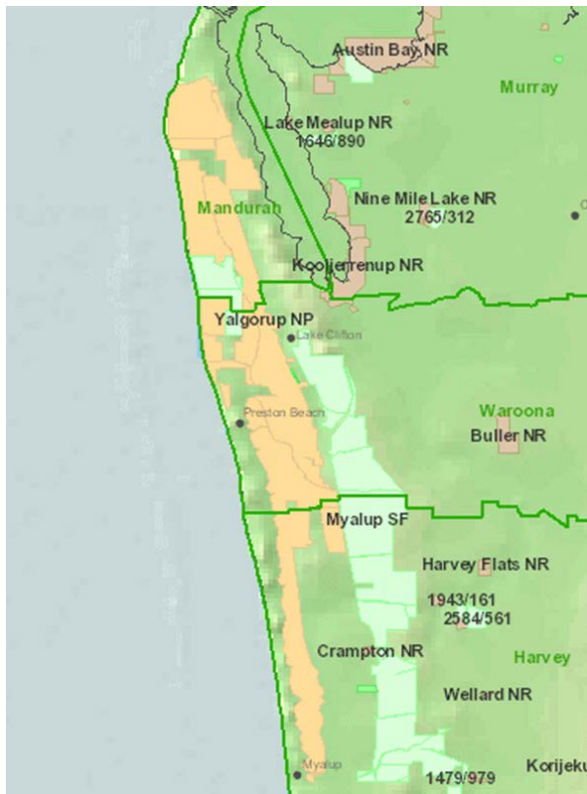 Austin Bay NR
Murray
Lake Mealup NR
1646/890
Nine Mile Lake NR
2765/312
Mandurah
Kooljerrenup NR
Yalgorup NP
Lake Clifton
Preston Beach
Waroona
Buller NR
Myalup SF
Harvey Flats NR
1943/161
2584/561
Crampton NR
Harvey
Wellard NR
Myalup
Korijeku
1479/979